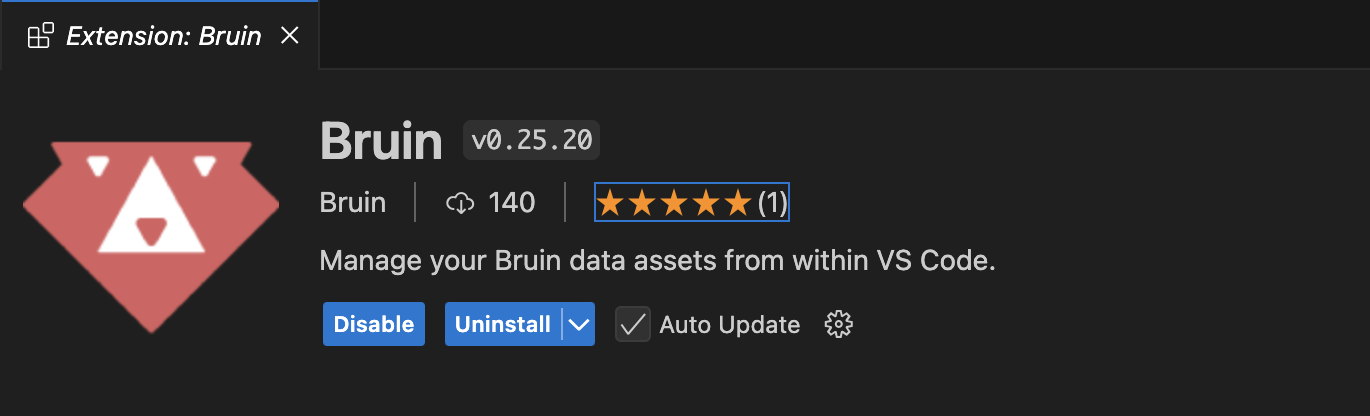 Extension: Bruin
Bruin v0.25.20
Bruin 140 (1)
Manage your Bruin data assets from within VS Code.
Disable Uninstall Auto Update